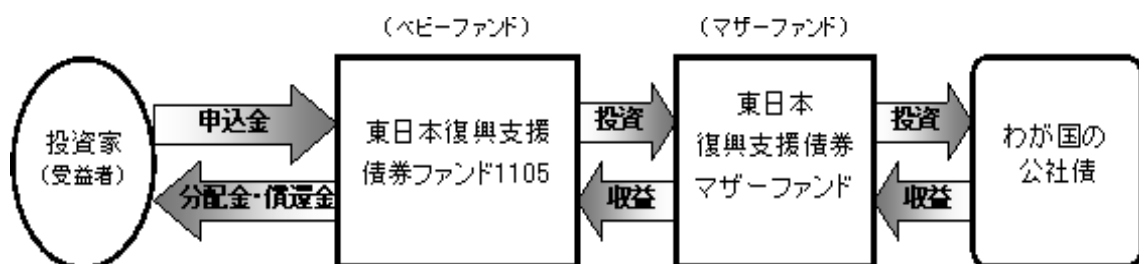 （ベビーファンド）
（マザーファンド）
投資家
（受益者）
申込金
分配金・償還金
東日本復興支援
債券ファンド1105
投資
収益
東日本
復興支援債券
マザーファンド
投資
収益
わが国の
公社債